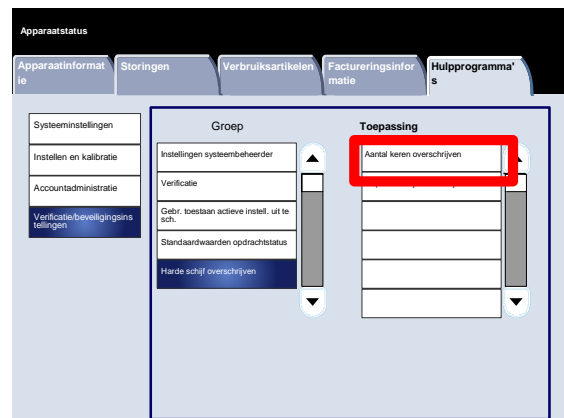 Apparaatstatus
Apparaatinformat
ie
Storingen
Verbruiksartikelen
Factureringsinfor
matie
Hulpprogramma'
s
Systeeminstellingen
Instellen en kalibratie
Accountadministratie
Verificatie/beveiligingsins
tellingen
Groep
Instellingen systeembeheerder
Verificatie
Gebr. toestaan actieve instell. uit te
sch.
Standaardwaarden opdrachtstatus
Harde schijf overschrijven
Toepassing
Aantal keren overschrijven